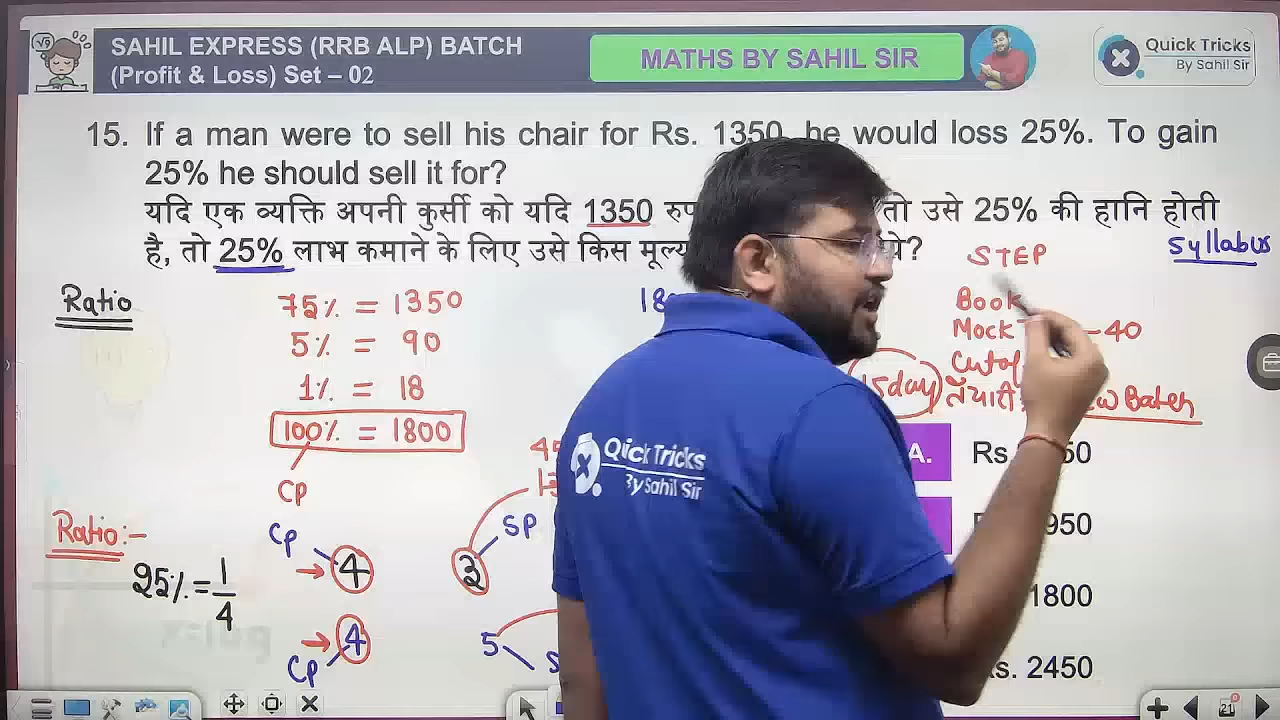 SAHIL EXPRESS (RRB ALP) BATCH
(Profit & Loss) Set – 02
MATHS BY SAHIL SIR
Quick Tricks
By Sahil Sir
15. If a man were to sell his chair for Rs. 1350, he would loss 25%. To gain
25% he should sell it for?
यदि एक व्यक्ति अपनी कुर्सी को यदि 1350 तो उसे 25% की हानि होती
है, तो 25% लाभ कमाने के लिए उसे किस मूल्य
STEP
Syllabus
Ratio
75% = 1350
5% = 90
1% = 18
100% = 1800
CP
Book
Mock -40
15day
तैयारी Batch
A. Rs
950
1800
Rs. 2450
Ratio:-
25% = 1/4
CP 4
3 SP
CP 4
5
Quick Tricks
By Sahil Sir
21